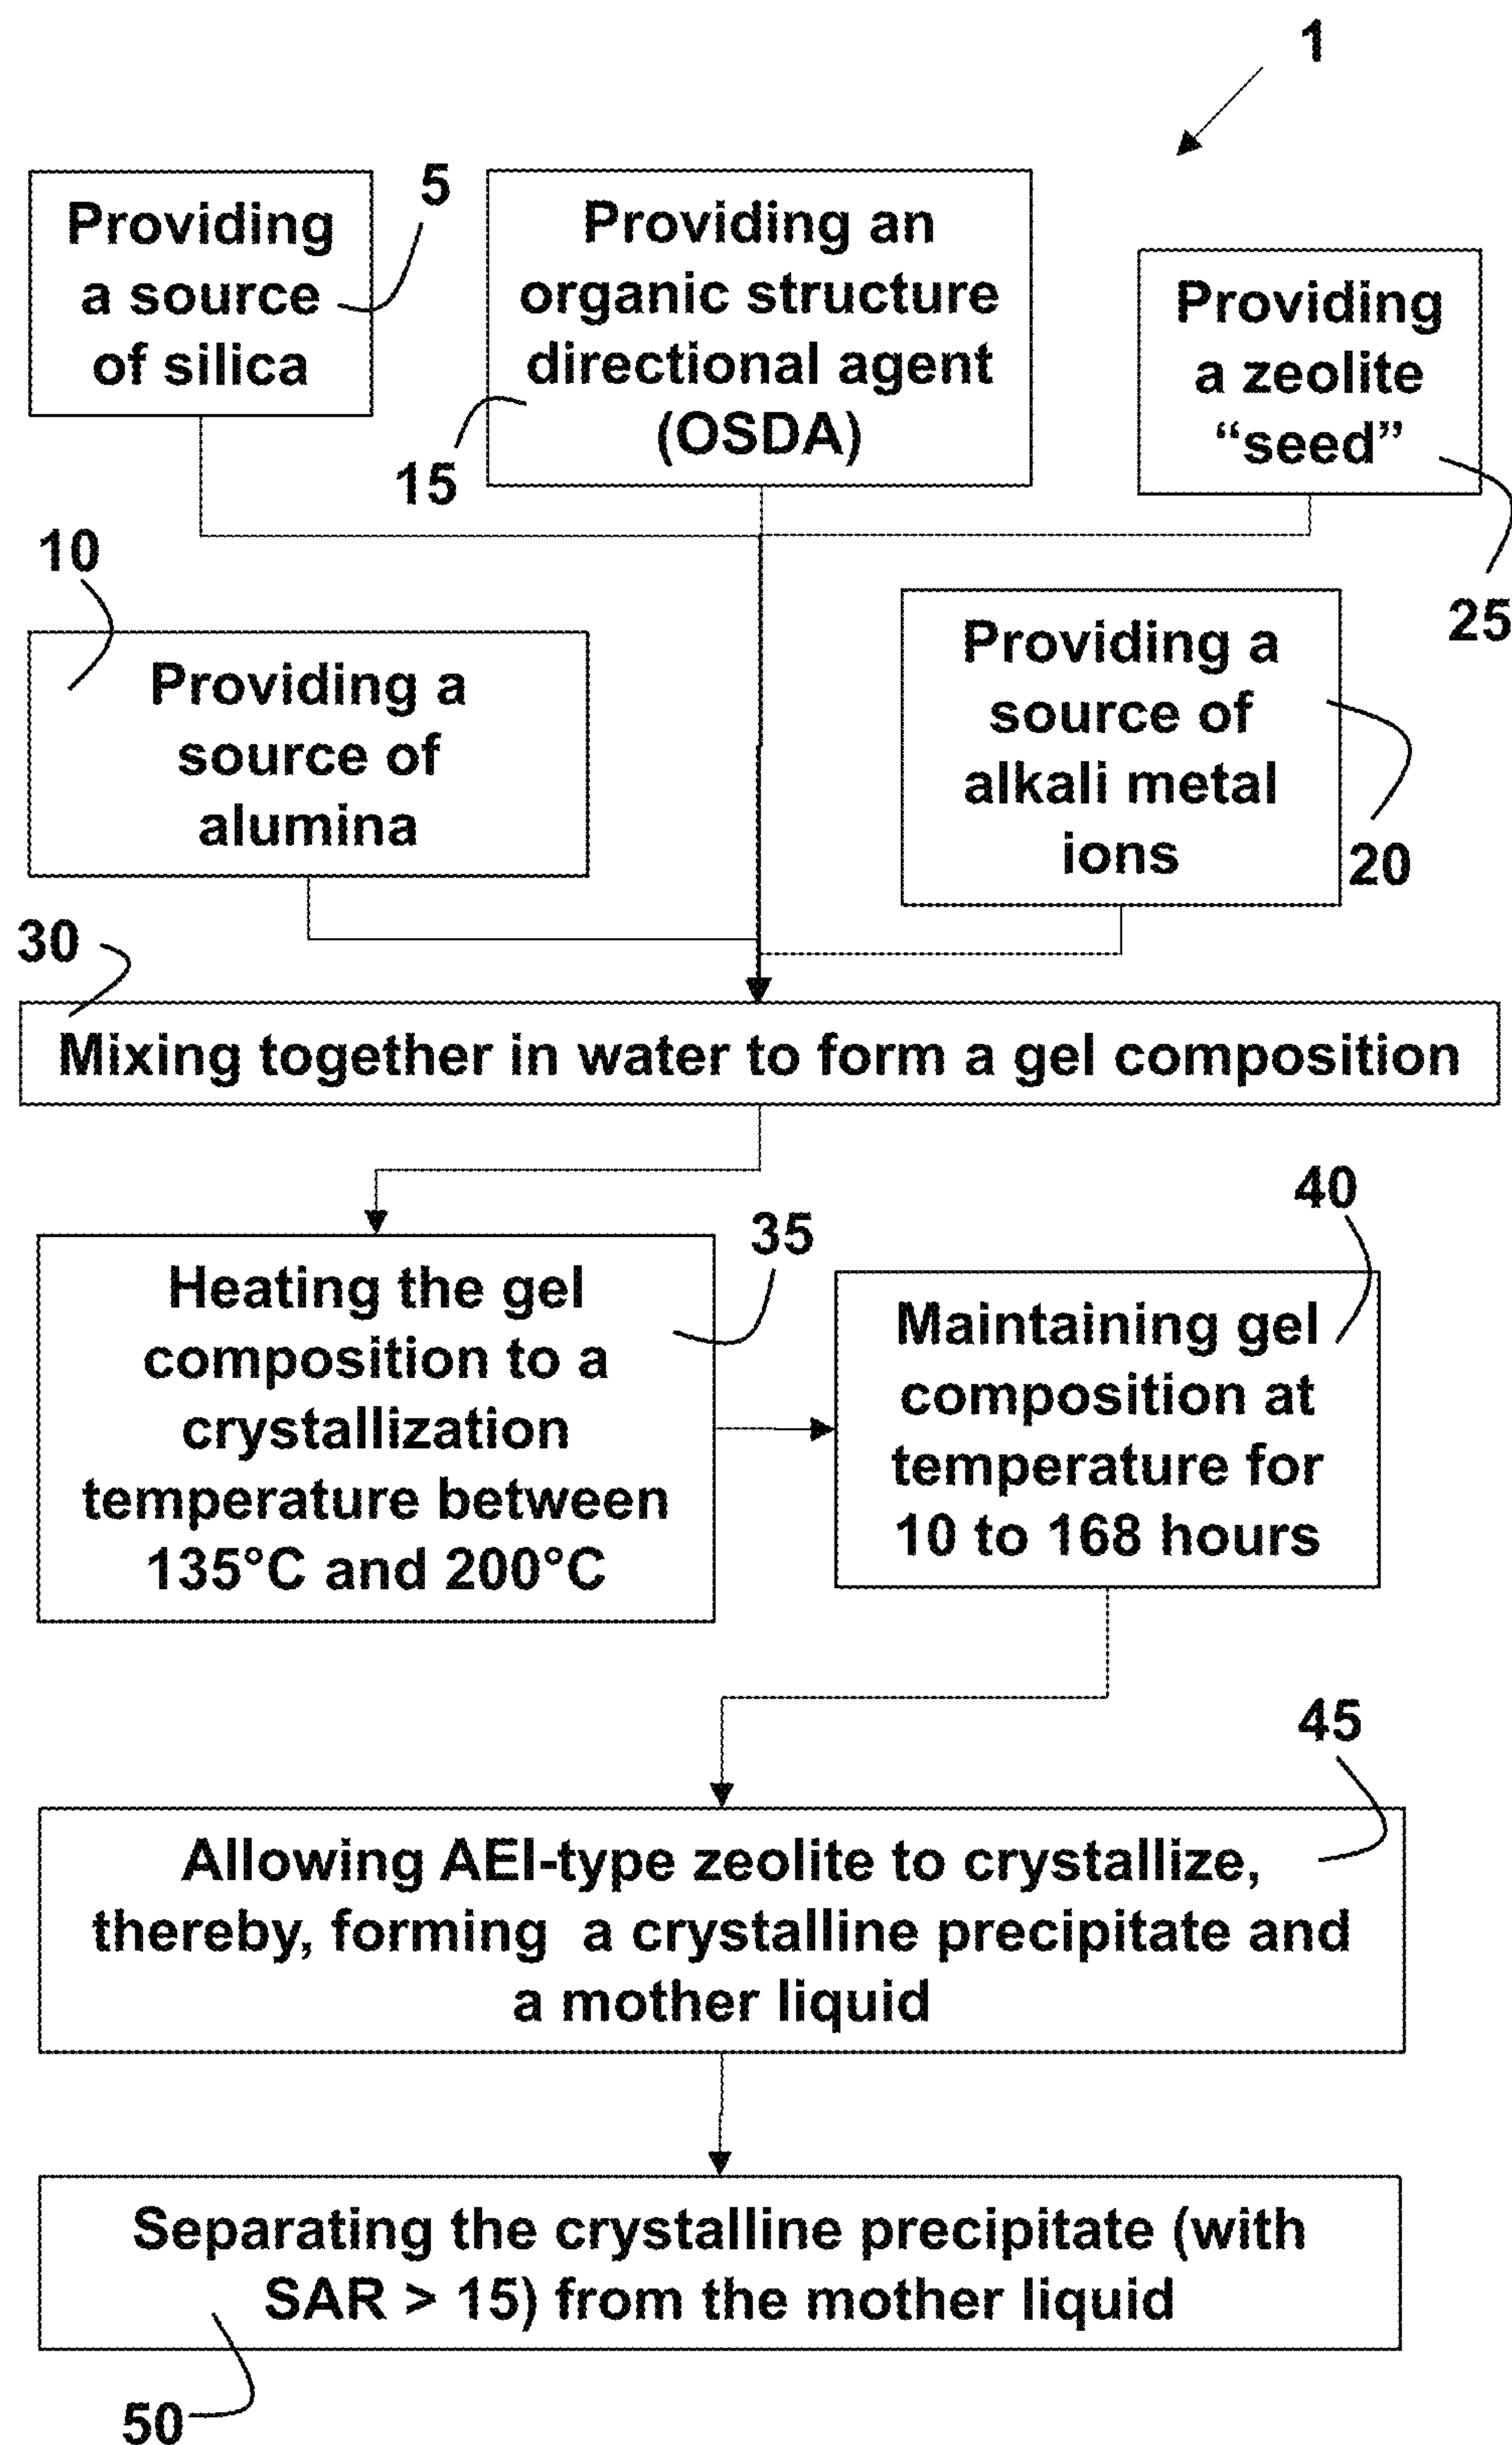 1
Providing
a source
of silica
5
Providing an
organic structure
directional agent
(OSDA)
15
Providing
a zeolite
“seed”
25
10
Providing a
source of
alumina
Providing a
source of
alkali metal
ions
20
30
Mixing together in water to form a gel composition
35
Heating the gel
composition to a
crystallization
temperature between
135°C and 200°C
40
Maintaining gel
composition at
temperature for
10 to 168 hours
45
Allowing AEI-type zeolite to crystallize,
thereby, forming a crystalline precipitate and
a mother liquid
Separating the crystalline precipitate (with
SAR > 15) from the mother liquid
50